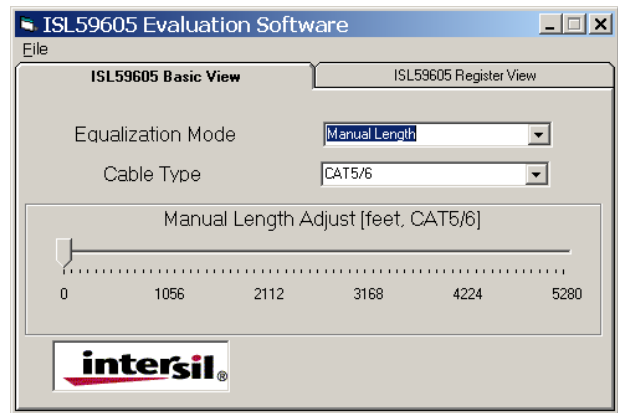 ISL59605 Evaluation Software
File
ISL59605 Basic View
ISL59605 Register View
Equalization Mode
Manual Length
Cable Type
CAT5/6
Manual Length Adjust [feet, CAT5/6]
0 1056 2112 3168 4224 5280
intersil®